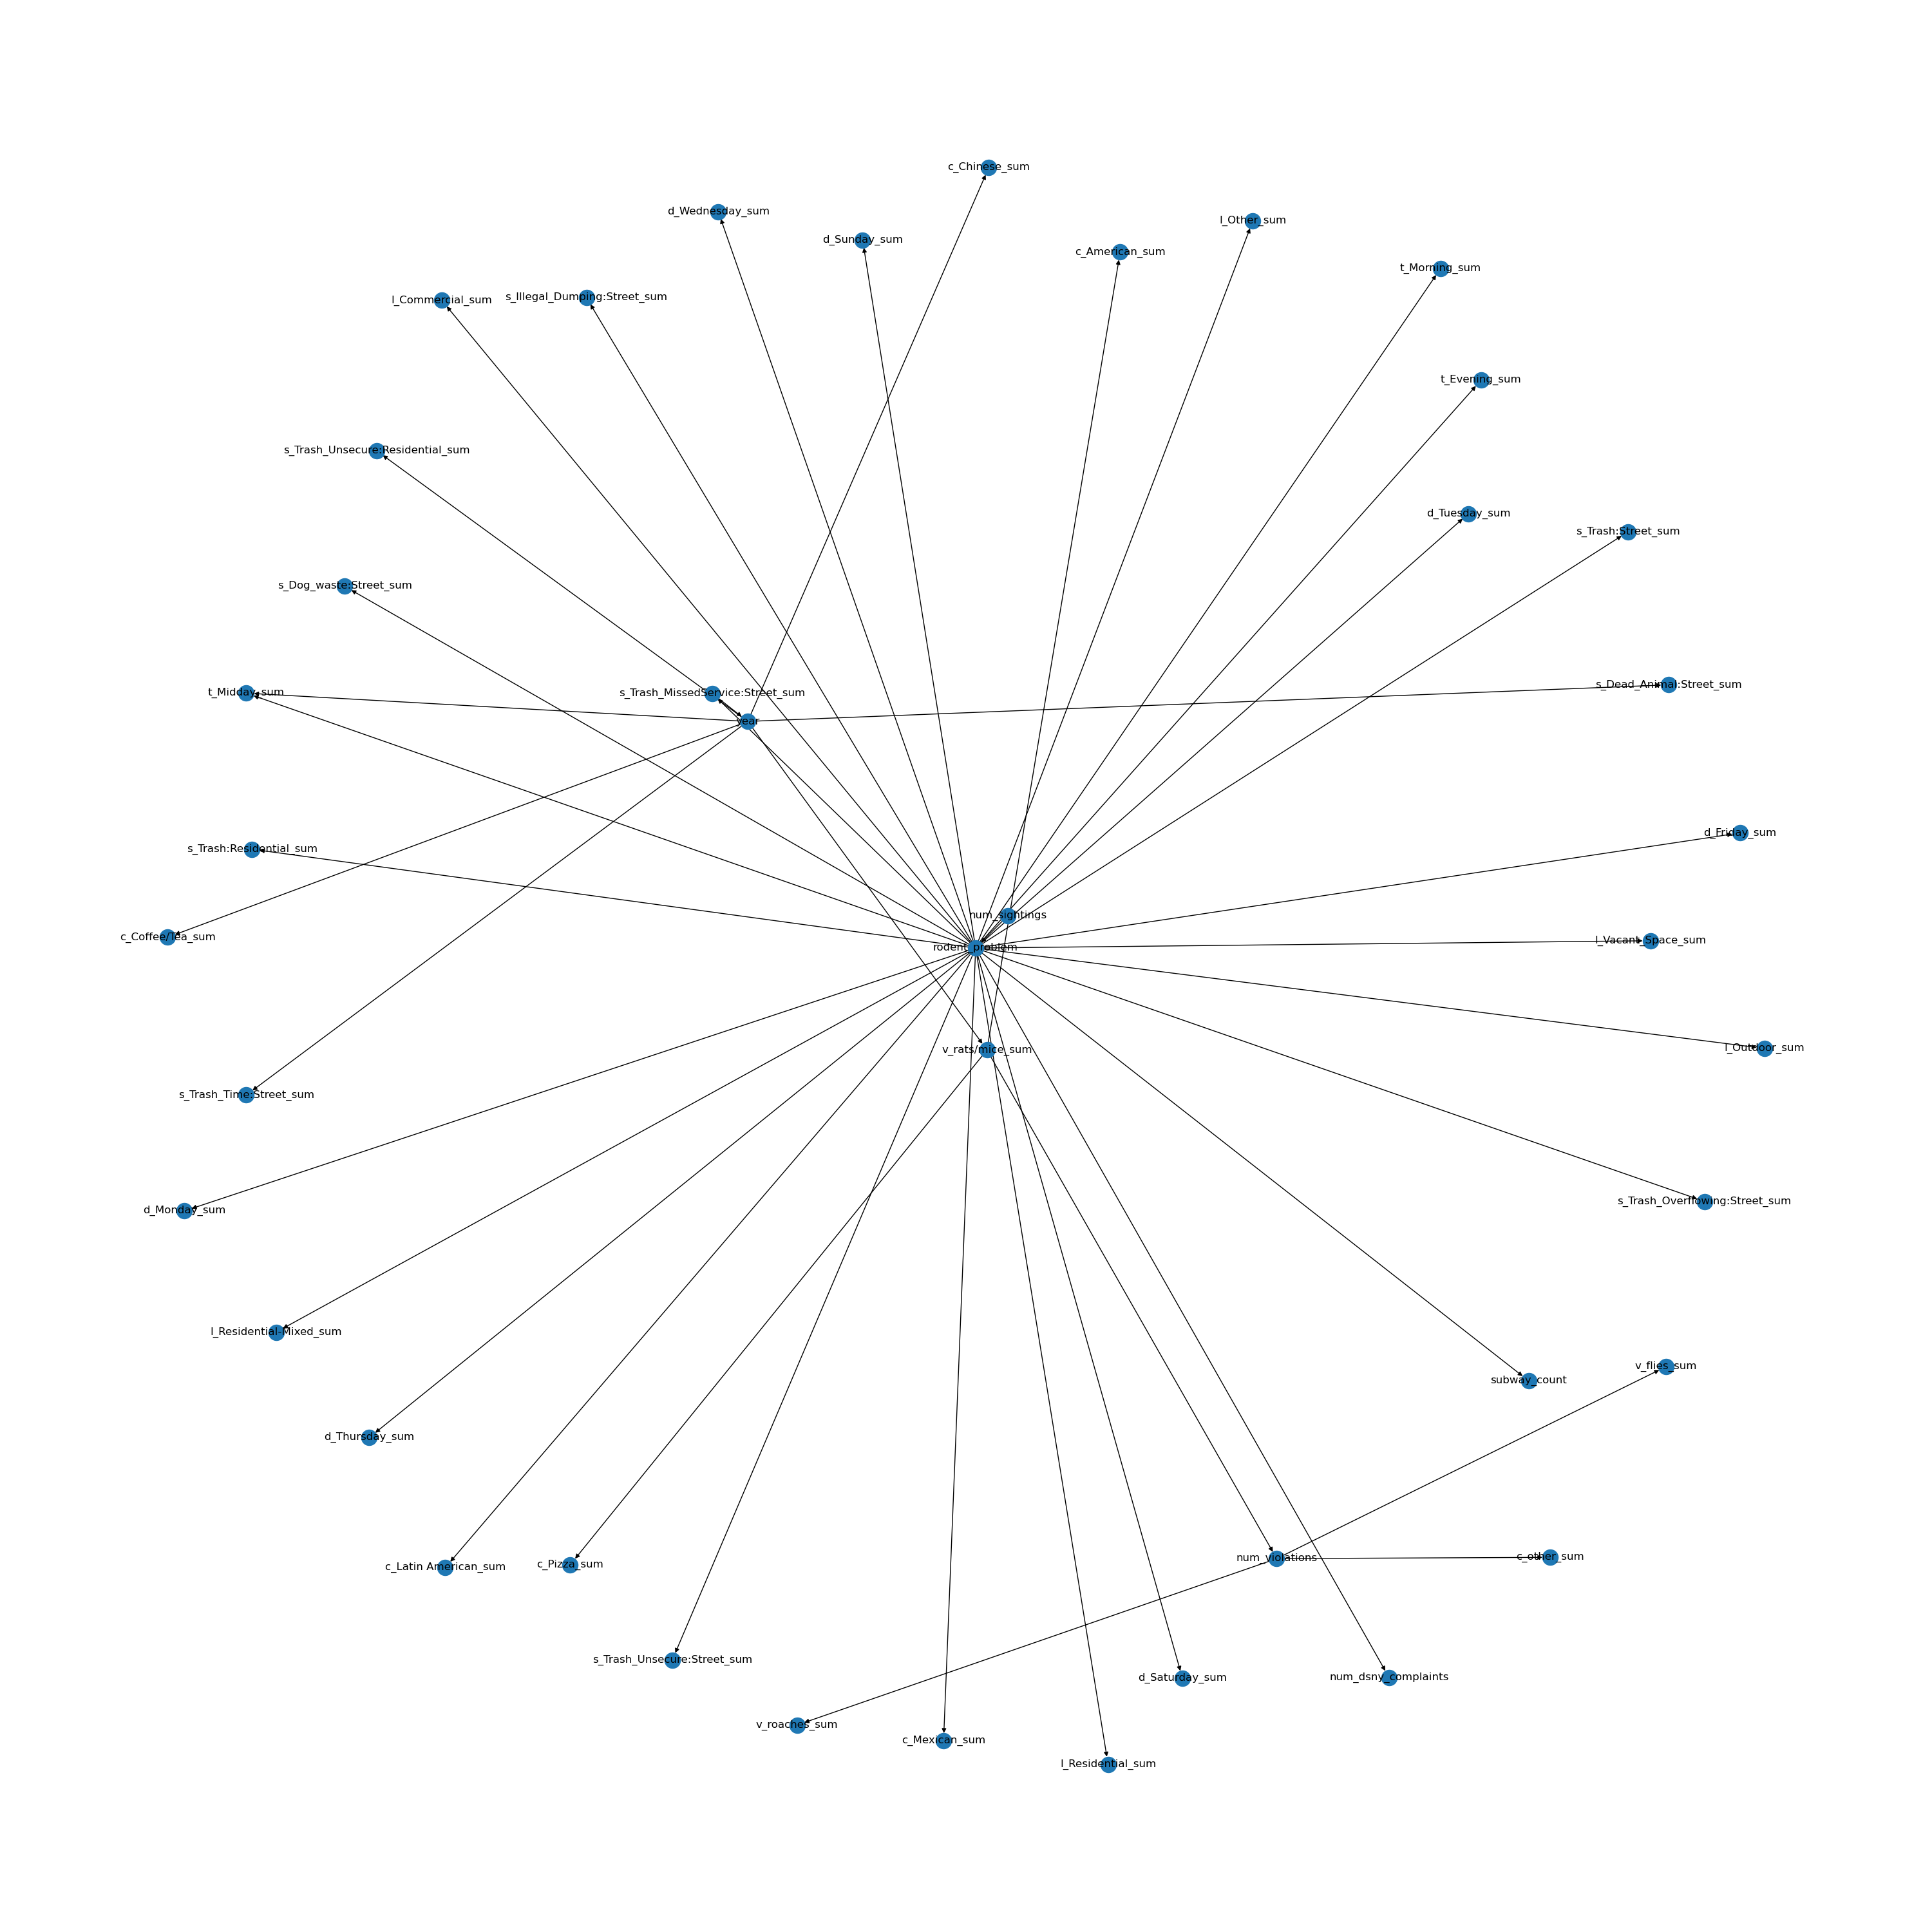 c_Chinese_sum
d_Wednesday_sum
l_Other_sum
d_Sunday_sum
c_American_sum
t_Morning_sum
l_Commercial_sum
s_Illegal_Dumping:Street_sum
t_Evening_sum
s_Trash_Unsecure:Residential_sum
d_Tuesday_sum
s_Trash:Street_sum
s_Dog_waste:Street_sum
s_Dead_Animal:Street_sum
t_Midday_sum
s_Trash_MissedService:Street_sum
year
d_Friday_sum
s_Trash:Residential_sum
num_sightings
c_Coffee/Tea_sum
l_Vacant_Space_sum
rodent_problem
l_Outdoor_sum
v_rats/mice_sum
s_Trash_Time:Street_sum
s_Trash_Overflowing:Street_sum
d_Monday_sum
l_Residential-Mixed_sum
v_flies_sum
subway_count
d_Thursday_sum
num_violations
c_other_sum
c_Latin American_sum
c_Pizza_sum
s_Trash_Unsecure:Street_sum
d_Saturday_sum
num_dsny_complaints
v_roaches_sum
c_Mexican_sum
l_Residential_sum